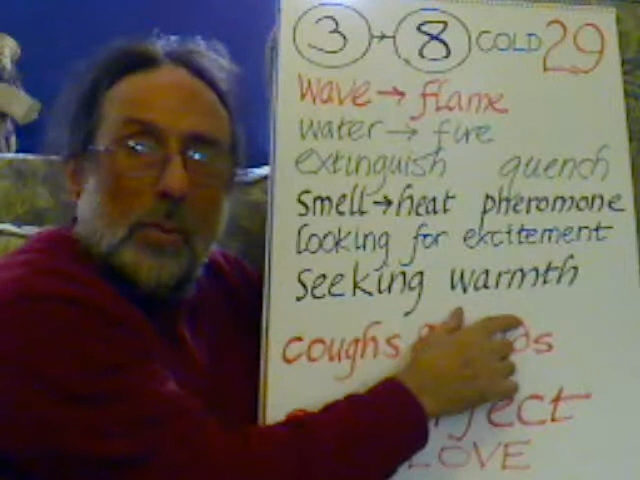 3 → 8 COLD 29
wave → flame
water → fire
extinguish quench
smell → heat pheromone
looking for excitement
seeking warmth
coughs
LOVE